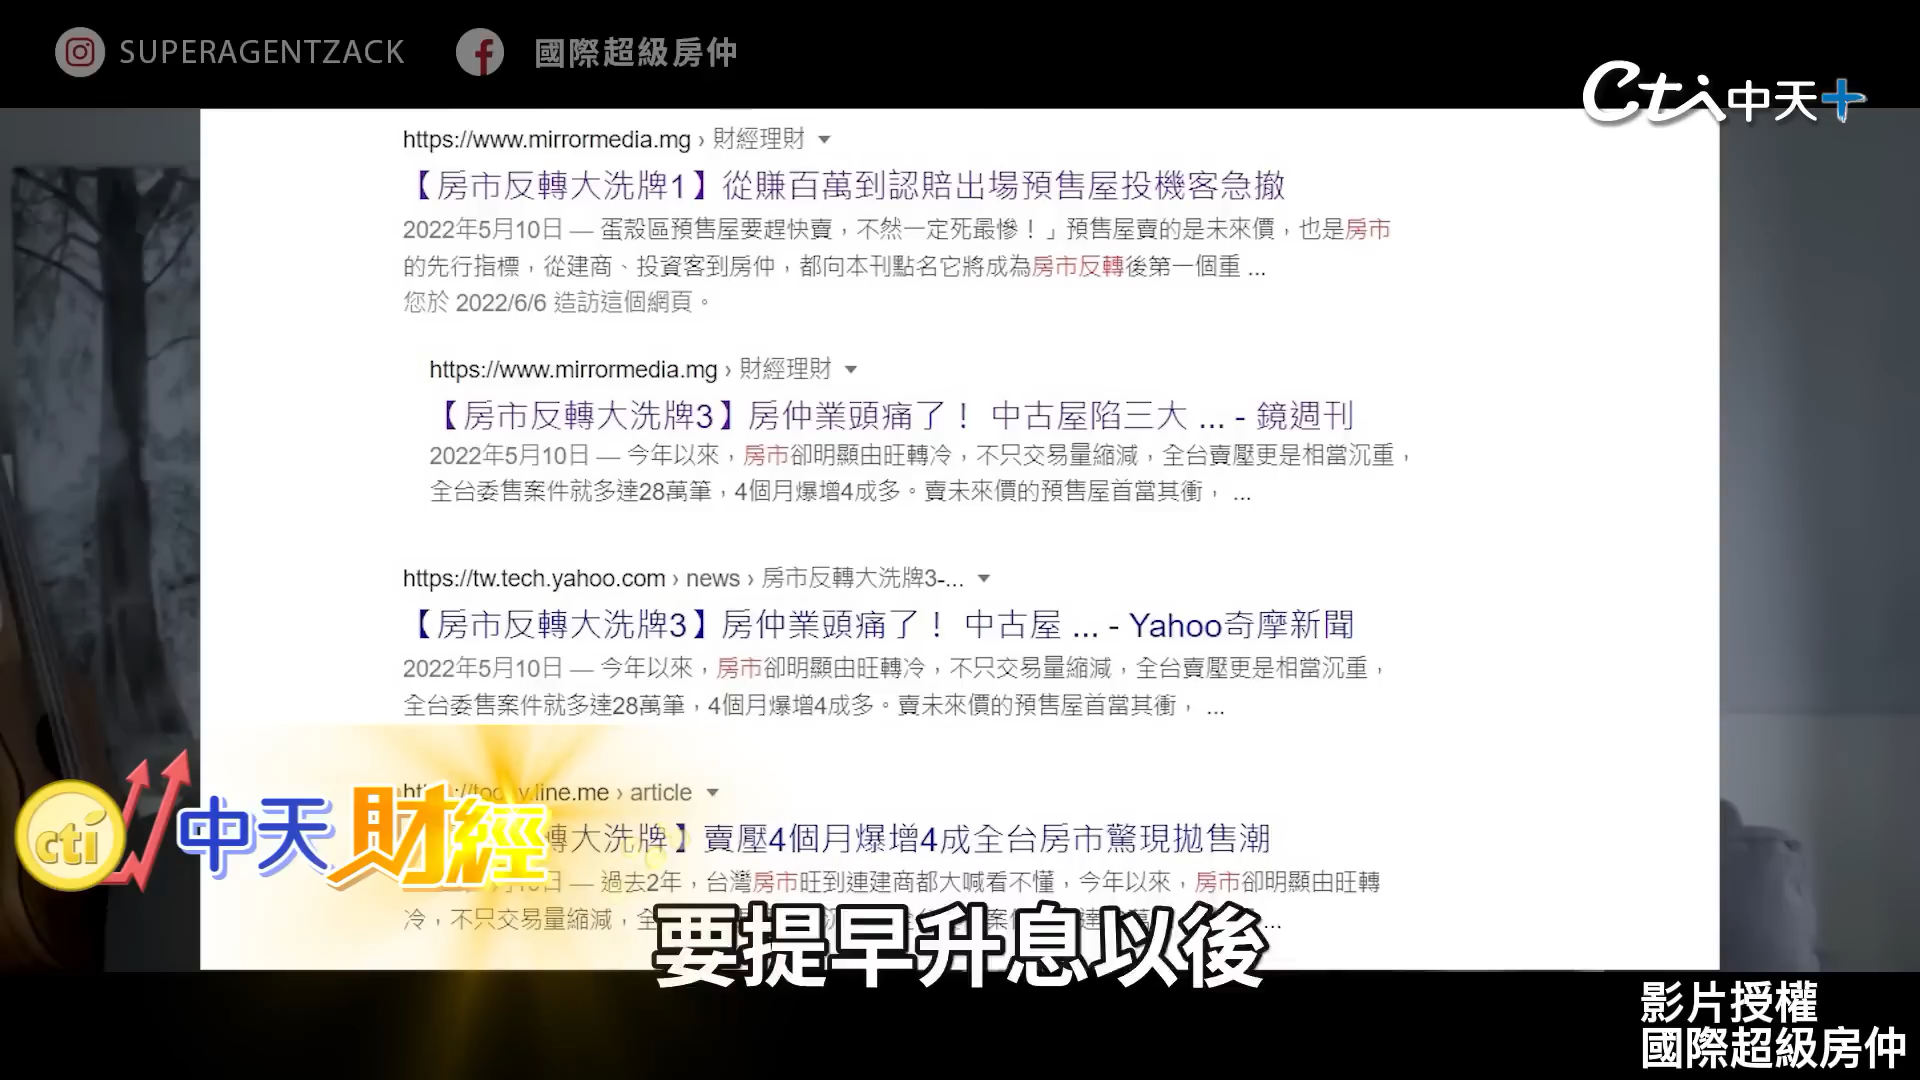 SUPERAGENTZACK
國際超級房仲
Cti中天+
https://www.mirrormedia.mg › 財經理財
【房市反轉大洗牌1】從賺百萬到認賠出場預售屋投機客急撤
2022年5月10日 — 蛋殼區預售屋要趕快賣，不然一定死最慘！」預售屋賣的是未來價，也是房市
的先行指標，從建商、投資客到房仲，都向本刊點名它將成為房市反轉後第一個重 ...
您於 2022/6/6 造訪這個網頁。
https://www.mirrormedia.mg › 財經理財
【房市反轉大洗牌3】房仲業頭痛了！ 中古屋陷三大 ... - 鏡週刊
2022年5月10日 — 今年以來，房市卻明顯由旺轉冷，不只交易量縮減，全台賣壓更是相當沉重，
全台委售案件就多達28萬筆，4個月爆增4成多。賣未來價的預售屋首當其衝， ...
https://tw.tech.yahoo.com › news › 房市反轉大洗牌3-...
【房市反轉大洗牌3】房仲業頭痛了！ 中古屋 ... - Yahoo奇摩新聞
2022年5月10日 — 今年以來，房市卻明顯由旺轉冷，不只交易量縮減，全台賣壓更是相當沉重，
全台委售案件就多達28萬筆，4個月爆增4成多。賣未來價的預售屋首當其衝， ...
.line.me › article
轉大洗牌】賣壓4個月爆增4成全台房市驚現拋售潮
— 過去2年，台灣房市旺到連建商都大喊看不懂，今年以來，房市卻明顯由旺轉
冷，不只交易量縮減，全 ...
cti 中天財經
要提早升息以後
影片授權
國際超級房仲